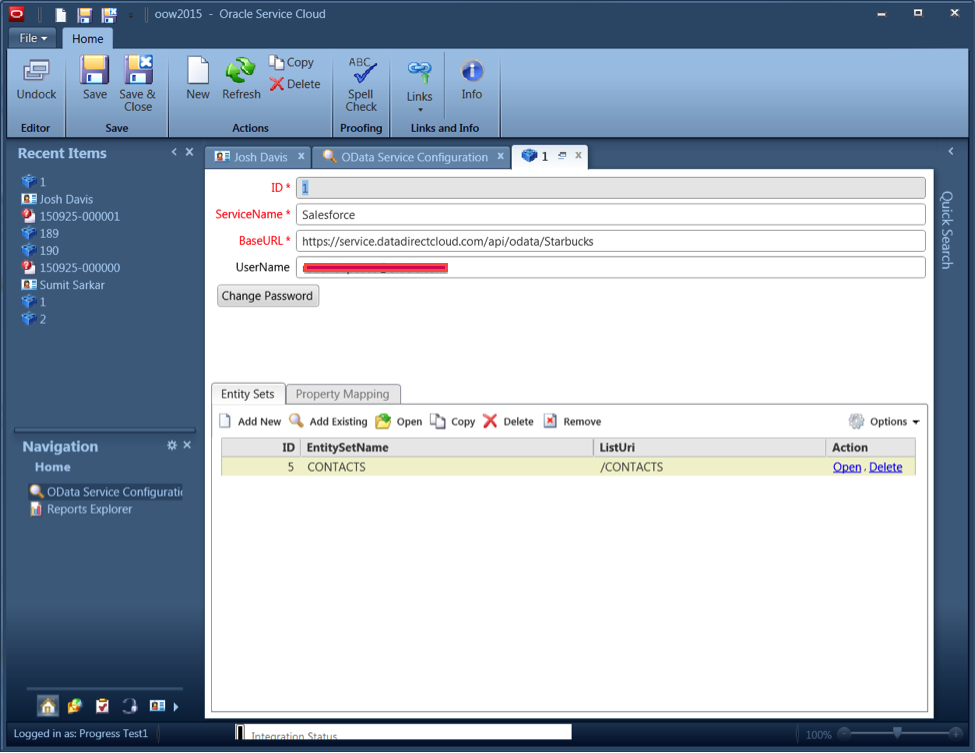 oow2015 - Oracle Service Cloud
File
Home
Undock
Save
Save & Close
New
Refresh
Copy
Delete
ABC
Spell Check
Links
Info
Editor
Save
Actions
Proofing
Links and Info
Recent Items
1
Josh Davis
150925-000001
189
190
150925-000000
Sumit Sarkar
1
2
Navigation
Home
OData Service Configuratic
Reports Explorer
Josh Davis
OData Service Configuration
1
ID * 1
ServiceName * Salesforce
BaseURL * https://service.datadirectcloud.com/api/odata/Starbucks
UserName
Change Password
Entity Sets
Property Mapping
Add New
Add Existing
Open
Copy
Delete
Remove
Options
ID EntitySetName ListUri Action
5 CONTACTS /CONTACTS Open, Delete
Quick Search
Logged in as: Progress Test1
Integration Status
100%